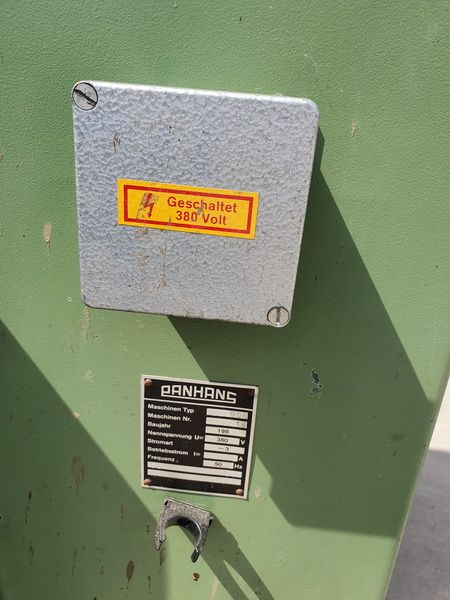 Geschaltet
380 Volt
PANHANS
Maschinen Typ
Maschinen Nr.
Baujahr 198
Nennspannung U= 380 V
Stromart ~ 3
Betriebsstrom I= A
Frequenz 50 Hz